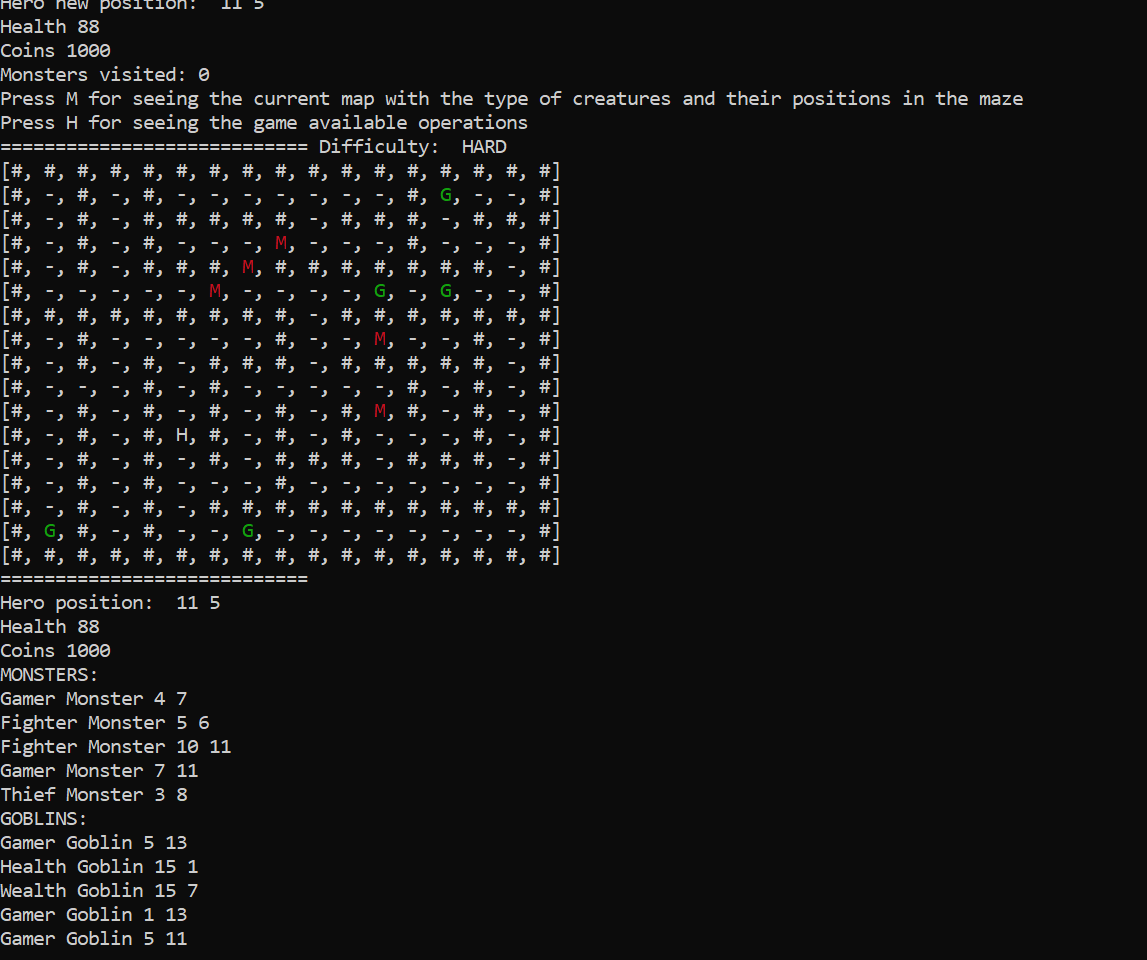 Hero new position:  11 5
Health 88
Coins 1000
Monsters visited: 0
Press M for seeing the current map with the type of creatures and their positions in the maze
Press H for seeing the game available operations
============================ Difficulty:  HARD
[#, #, #, #, #, #, #, #, #, #, #, #, #, #, #, #, #]
[#, -, #, -, #, -, -, -, -, -, -, -, #, G, -, -, #]
[#, -, #, -, #, #, #, #, #, -, #, #, #, -, #, #, #]
[#, -, #, -, #, -, -, -, M, -, -, -, #, -, -, -, #]
[#, -, #, -, #, #, #, M, #, #, #, #, #, #, #, -, #]
[#, -, -, -, -, -, M, -, -, -, -, G, -, G, -, -, #]
[#, #, #, #, #, #, #, #, #, -, #, #, #, #, #, #, #]
[#, -, #, -, -, -, -, -, #, -, -, M, -, -, #, -, #]
[#, -, #, -, #, -, #, #, #, -, #, #, #, #, #, -, #]
[#, -, -, -, #, -, #, -, -, -, -, -, #, -, #, -, #]
[#, -, #, -, #, -, #, -, #, -, #, M, #, -, #, -, #]
[#, -, #, -, #, H, #, -, #, -, #, -, -, -, #, -, #]
[#, -, #, -, #, -, #, -, #, #, #, -, #, #, #, -, #]
[#, -, #, -, #, -, -, -, #, -, -, -, -, -, -, -, #]
[#, -, #, -, #, -, #, #, #, #, #, #, #, #, #, #, #]
[#, G, #, -, #, -, -, G, -, -, -, -, -, -, -, -, #]
[#, #, #, #, #, #, #, #, #, #, #, #, #, #, #, #, #]
============================
Hero position:  11 5
Health 88
Coins 1000
MONSTERS:
Gamer Monster 4 7
Fighter Monster 5 6
Fighter Monster 10 11
Gamer Monster 7 11
Thief Monster 3 8
GOBLINS:
Gamer Goblin 5 13
Health Goblin 15 1
Wealth Goblin 15 7
Gamer Goblin 1 13
Gamer Goblin 5 11